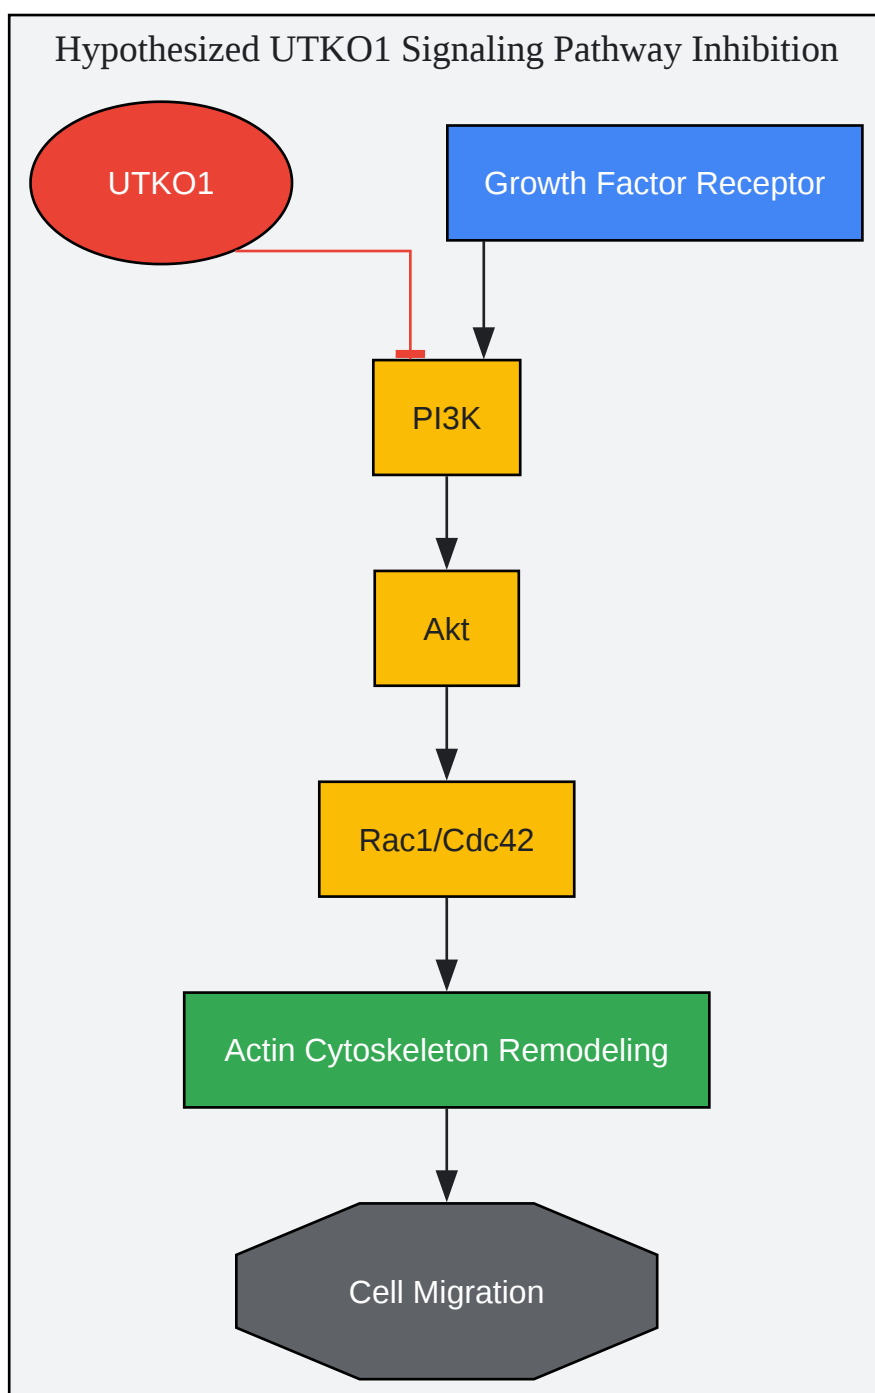 Hypothesized UTKO1 Signaling Pathway Inhibition
UTKO1
Growth Factor Receptor
PI3K
Akt
Rac1/Cdc42
Actin Cytoskeleton Remodeling
Cell Migration